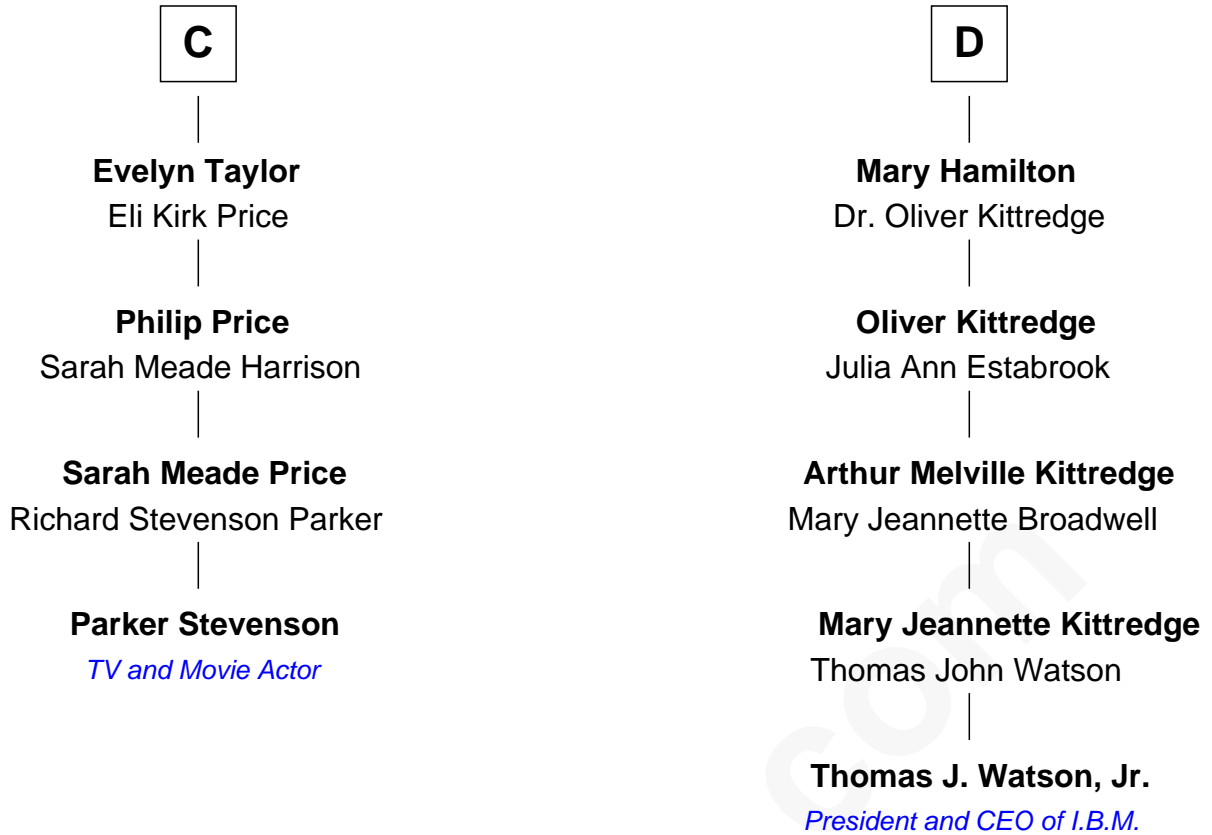 C
Evelyn Taylor
Eli Kirk Price
Philip Price
Sarah Meade Harrison
Sarah Meade Price
Richard Stevenson Parker
Parker Stevenson
TV and Movie Actor
D
Mary Hamilton
Dr. Oliver Kittredge
Oliver Kittredge
Julia Ann Estabrook
Arthur Melville Kittredge
Mary Jeannette Broadwell
Mary Jeannette Kittredge
Thomas John Watson
Thomas J. Watson, Jr.
President and CEO of I.B.M.
com